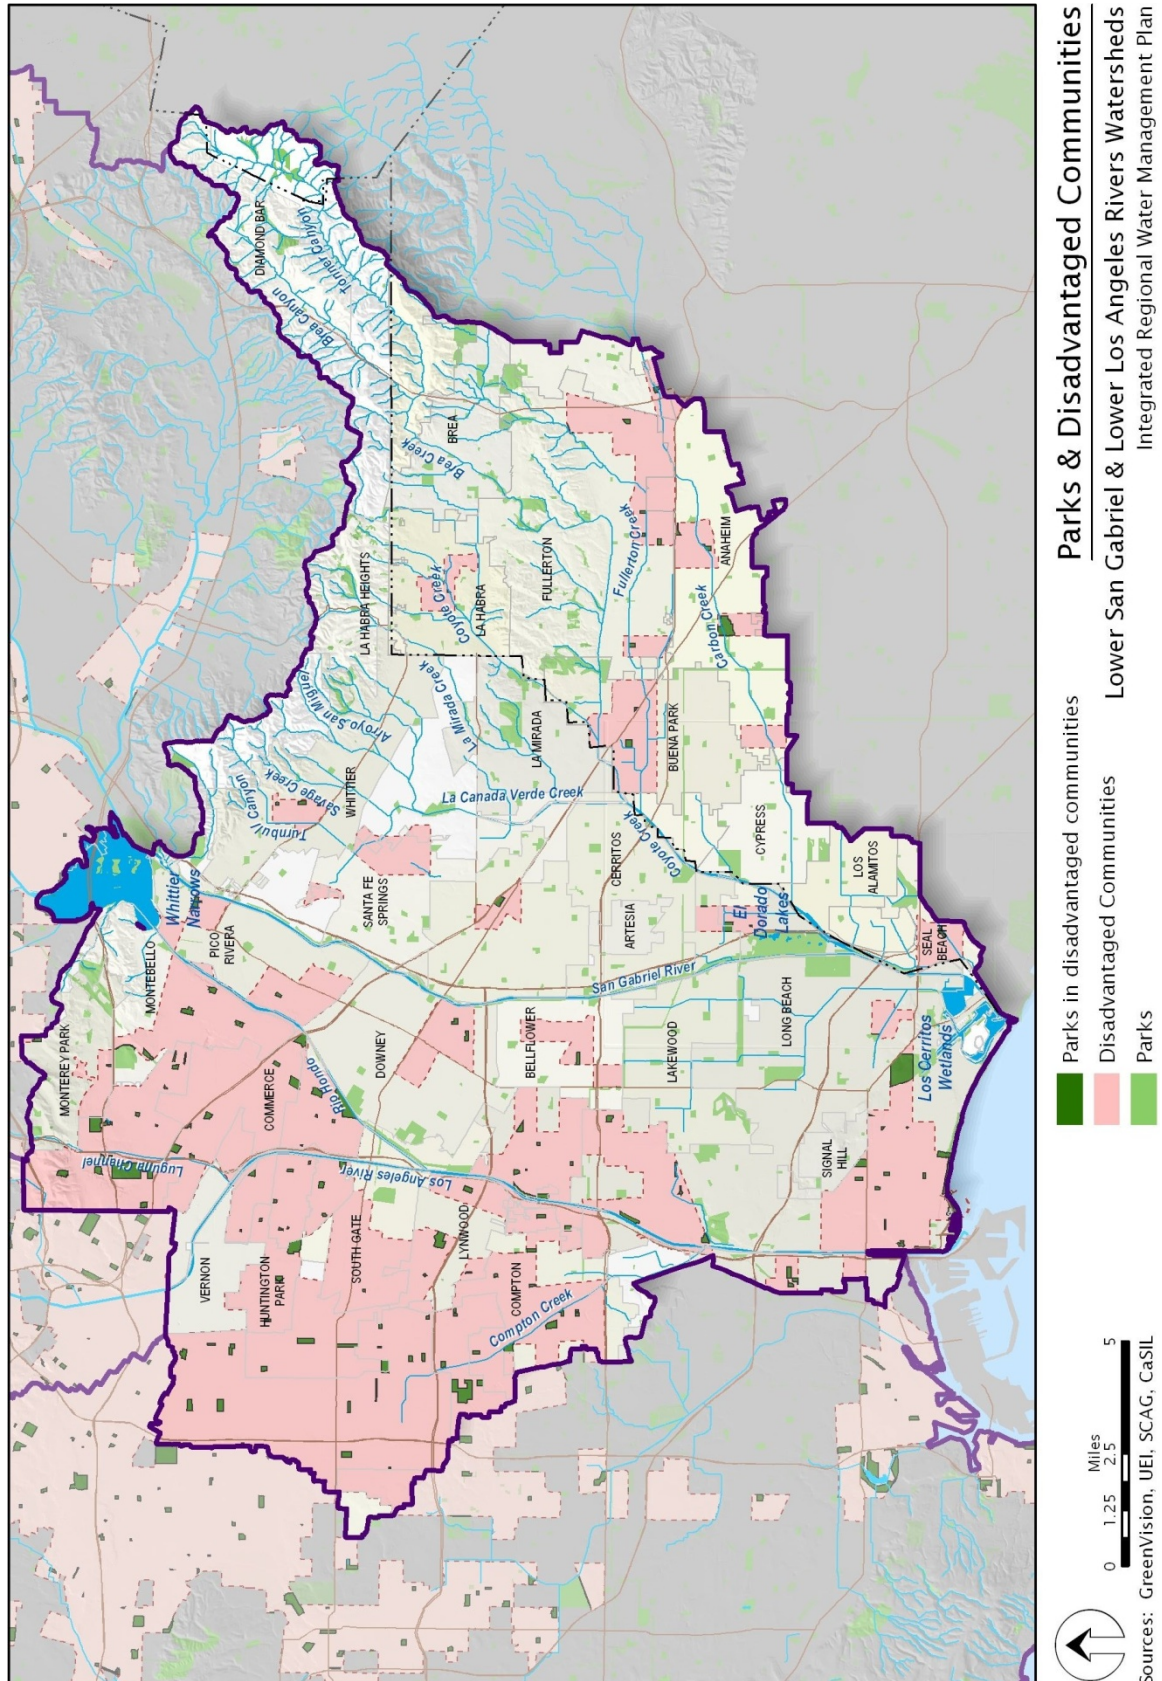 Parks & Disadvantaged Communities
Lower San Gabriel & Lower Los Angeles Rivers Watersheds
Integrated Regional Water Management Plan
Parks in disadvantaged communities
Disadvantaged Communities
Parks
Miles
0 1.25 2.5 5
Sources: GreenVision, UEI, SCAG, CaSIL
MONTEREY PARK
MONTEBELLO
Whittier
Narrows
PICO
RIVERA
Luguna Channel
COMMERCE
Rio Hondo
DOWNEY
VERNON
HUNTINGTON
PARK
SOUTH GATE
Los Angeles River
LYNWOOD
COMPTON
Compton Creek
SANTA FE
SPRINGS
WHITTIER
Turnbull Canyon
Savage Creek
Arroyo San Miguel
LA HABRA HEIGHTS
La Mirada Creek
LA MIRADA
La Canada Verde Creek
Coyote Creek
LA HABRA
FULLERTON
BREA
Brea Creek
Brea Canyon
DIAMOND BAR
Tonner Canyon
Fullerton Creek
ANAHEIM
Carbon Creek
BUENA PARK
CERRITOS
ARTESIA
Coyote Creek
CYPRESS
BELLFLOWER
San Gabriel River
LAKEWOOD
El
Dorado
Lakes
LOS
ALAMITOS
LONG BEACH
SEAL
BEACH
SIGNAL
HILL
Los Cerritos
Wetlands